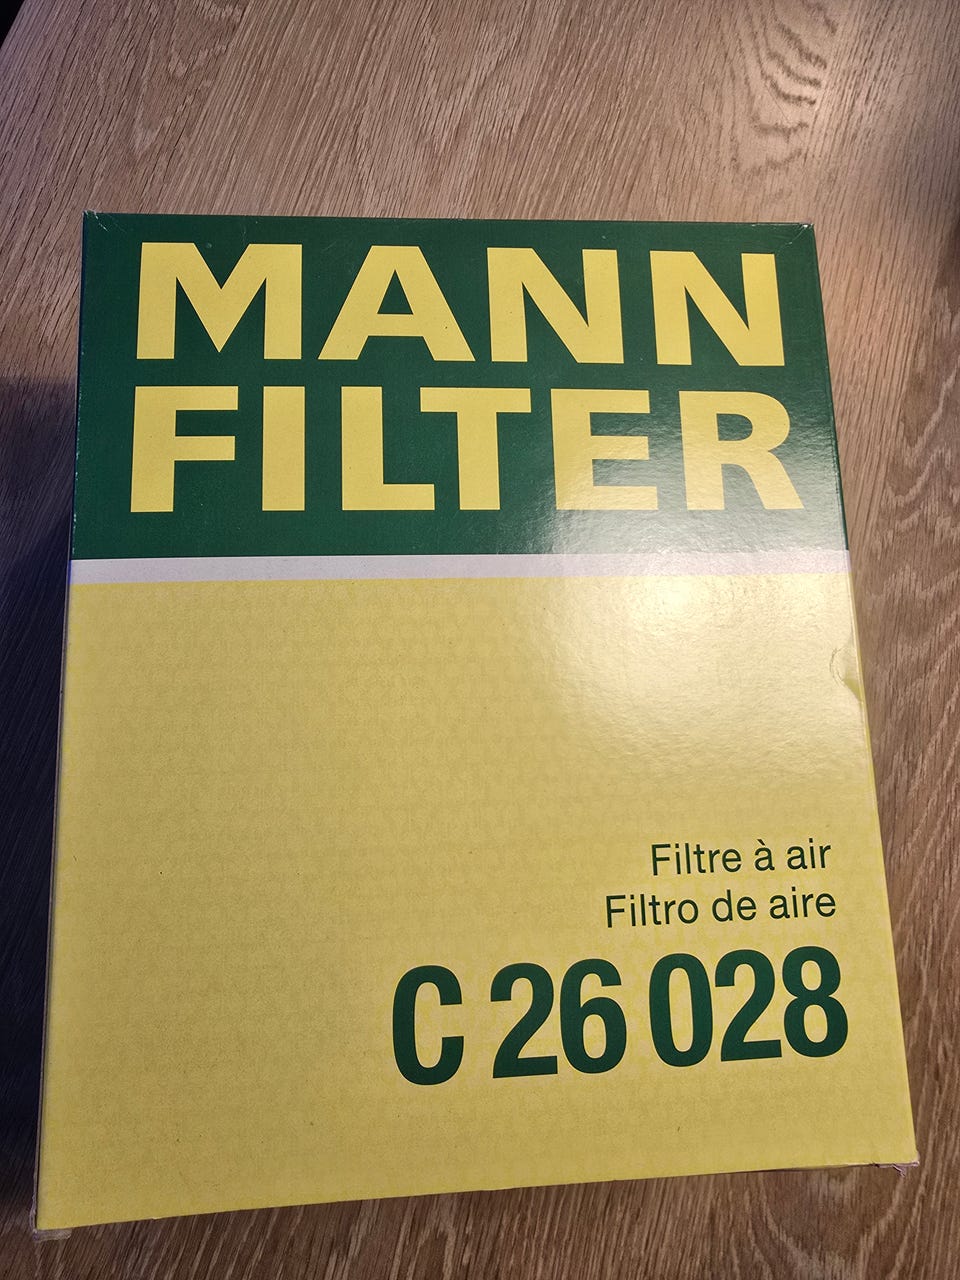 MANN
FILTER
Filtre à air
Filtro de aire
C 26 028